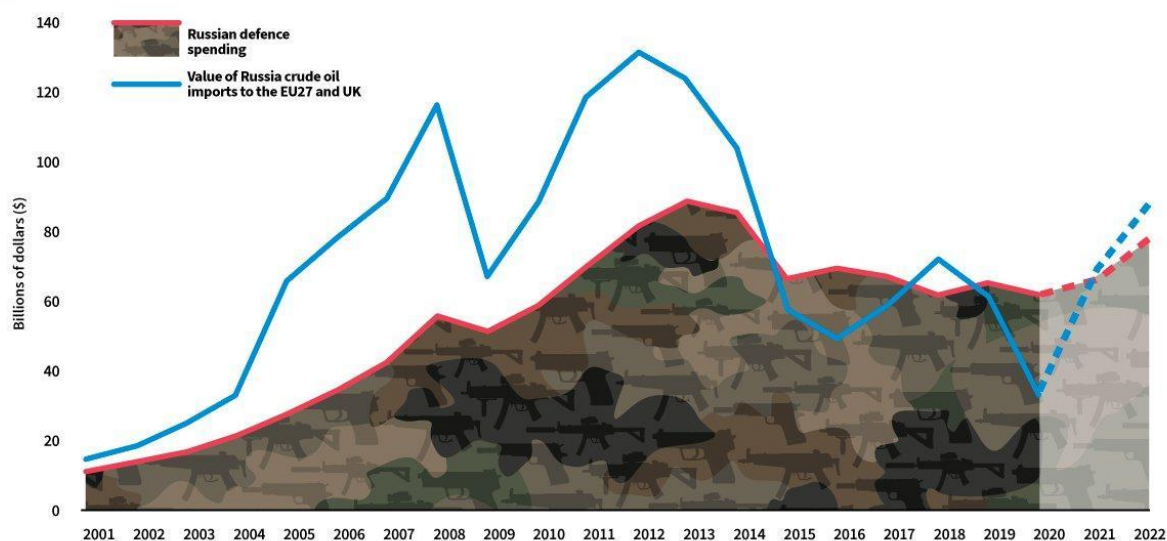 140
Russian defence
spending
Value of Russia crude oil
imports to the EU27 and UK
120
100
80
60
40
20
0
Billions of dollars ($)
2001 2002 2003 2004 2005 2006 2007 2008 2009 2010 2011 2012 2013 2014 2015 2016 2017 2018 2019 2020 2021 2022